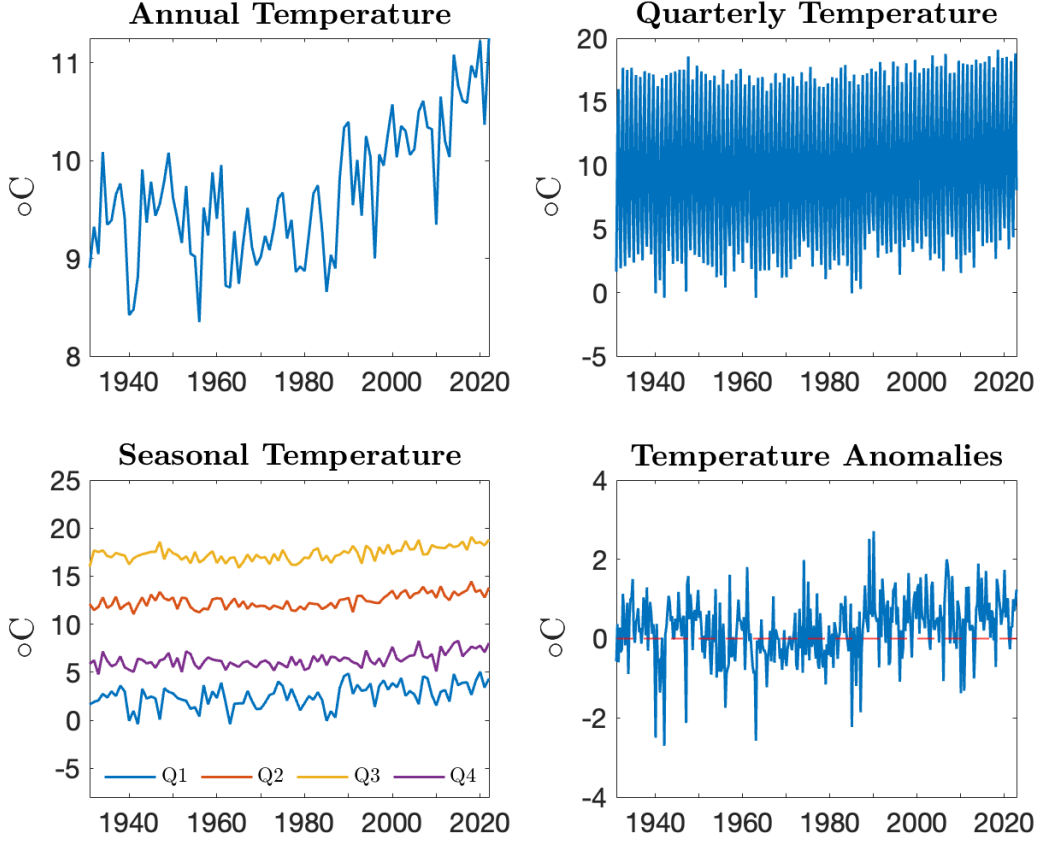 Annual Temperature
°C
11
10
9
8
1940 1960 1980 2000 2020
Quarterly Temperature
°C
20
15
10
5
0
-5
1940 1960 1980 2000 2020
Seasonal Temperature
°C
25
20
15
10
5
0
-5
Q1 Q2 Q3 Q4
1940 1960 1980 2000 2020
Temperature Anomalies
°C
4
2
0
-2
-4
1940 1960 1980 2000 2020